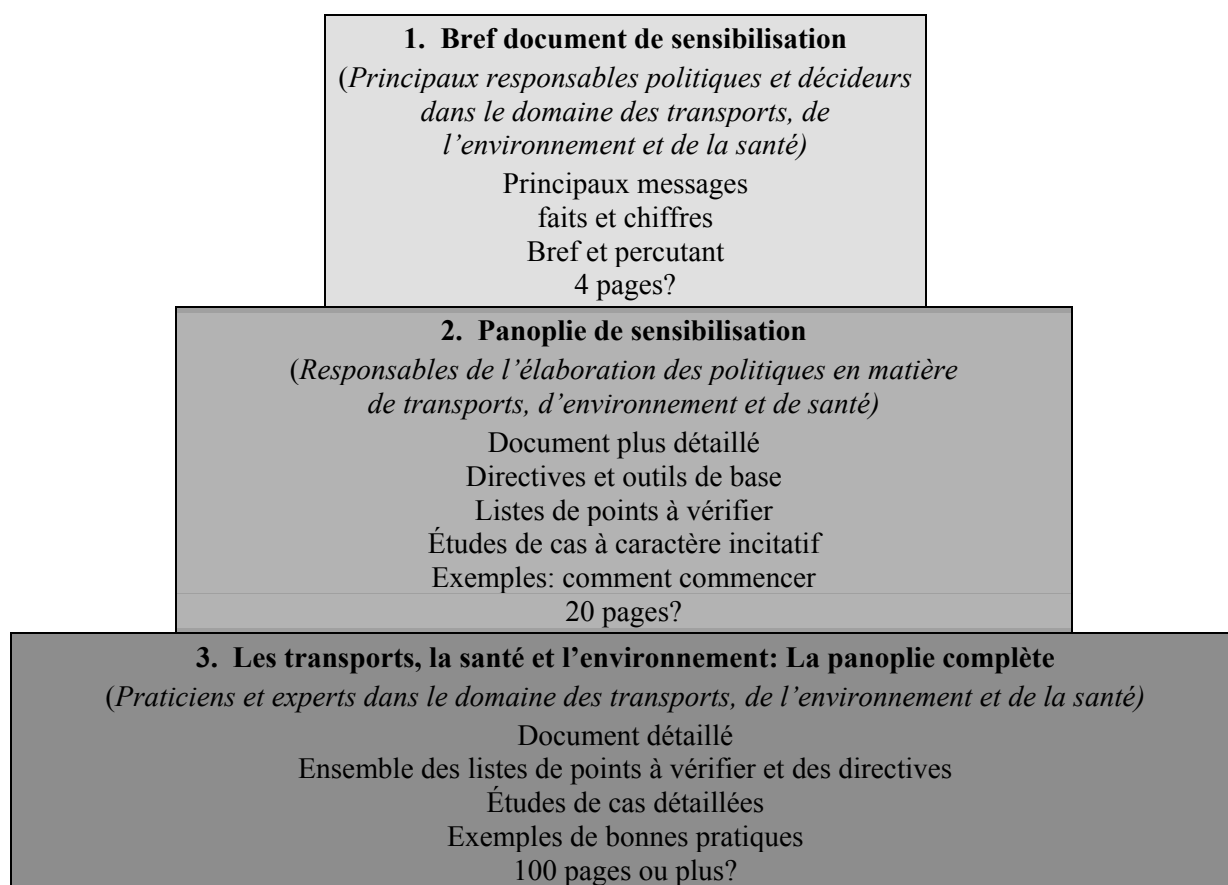 1. Bref document de sensibilisation
(Principaux responsables politiques et décideurs
dans le domaine des transports, de
l’environnement et de la santé)
Principaux messages
faits et chiffres
Bref et percutant
4 pages?
2. Panoplie de sensibilisation
(Responsables de l’élaboration des politiques en matière
de transports, d’environnement et de santé)
Document plus détaillé
Directives et outils de base
Listes de points à vérifier
Études de cas à caractère incitatif
Exemples: comment commencer
20 pages?
3. Les transports, la santé et l’environnement: La panoplie complète
(Praticiens et experts dans le domaine des transports, de l’environnement et de la santé)
Document détaillé
Ensemble des listes de points à vérifier et des directives
Études de cas détaillées
Exemples de bonnes pratiques
100 pages ou plus?